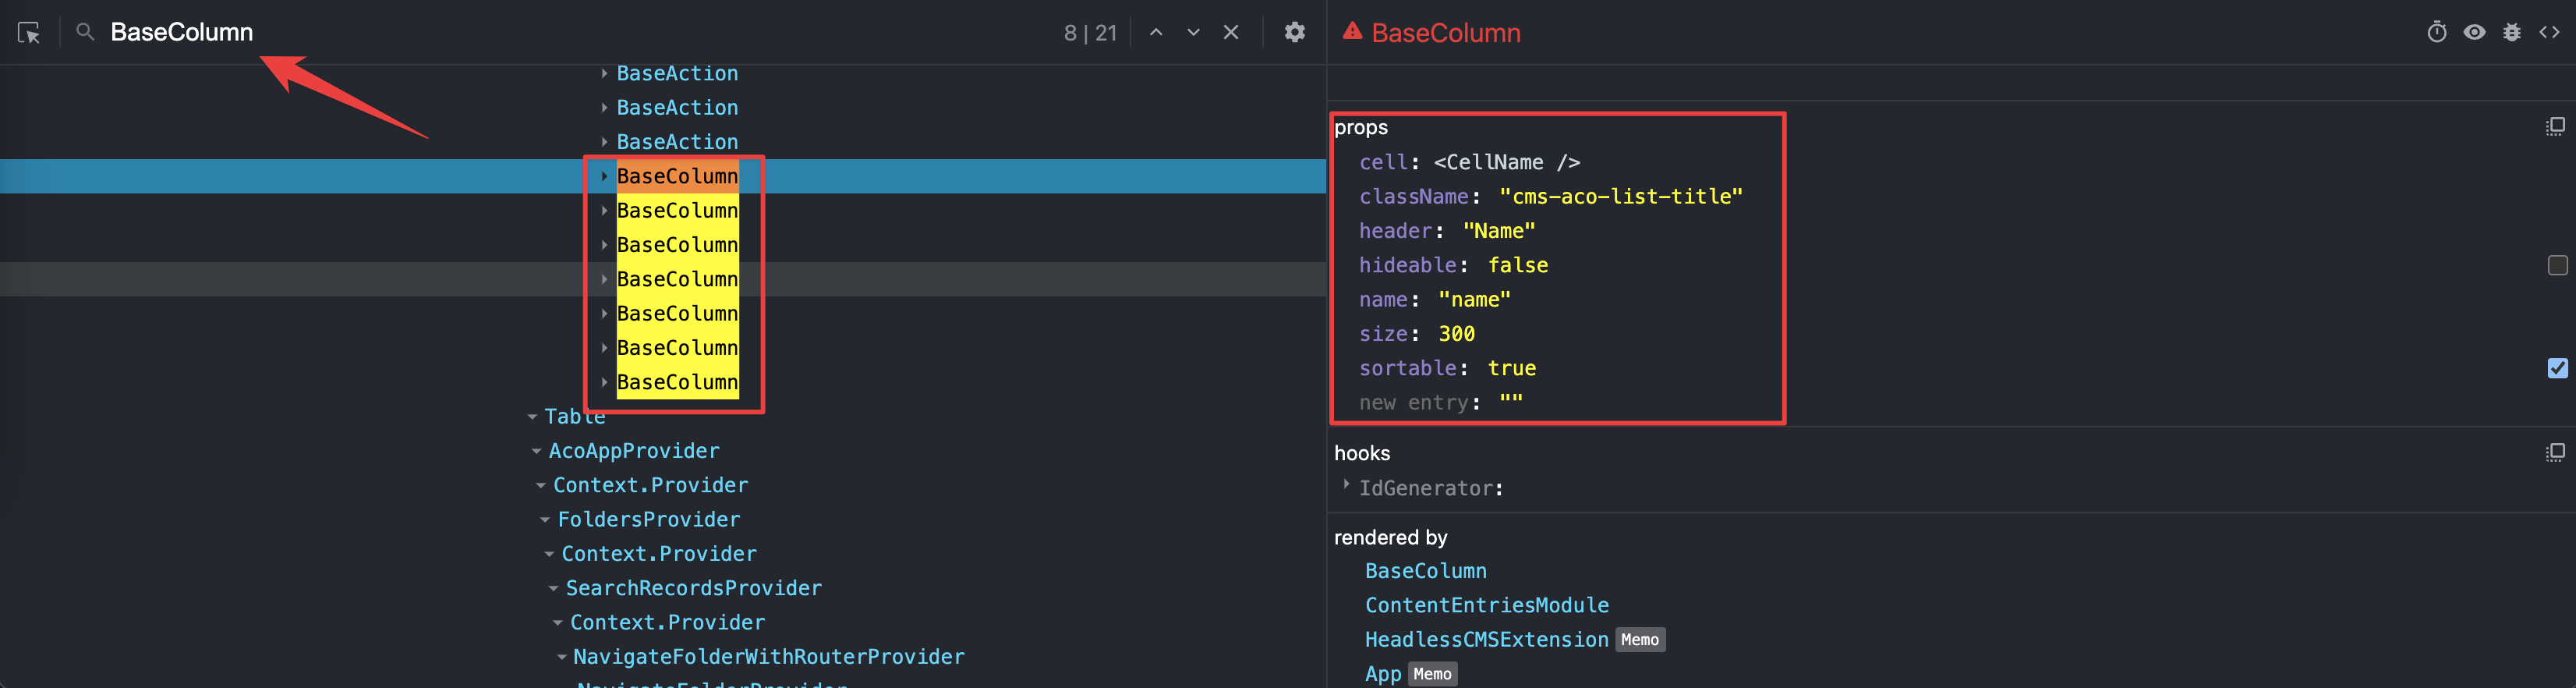 BaseColumn
8 | 21
BaseAction
BaseAction
BaseAction
BaseColumn
BaseColumn
BaseColumn
BaseColumn
BaseColumn
BaseColumn
BaseColumn
Table
AcoAppProvider
Context.Provider
FoldersProvider
Context.Provider
SearchRecordsProvider
Context.Provider
NavigateFolderWithRouterProvider
NavigateFolderProvider
BaseColumn
props
cell: <CellName />
className: "cms-aco-list-title"
header: "Name"
hideable: false
name: "name"
size: 300
sortable: true
new entry: ""
hooks
IdGenerator:
rendered by
BaseColumn
ContentEntriesModule
HeadlessCMSExtension Memo
App Memo